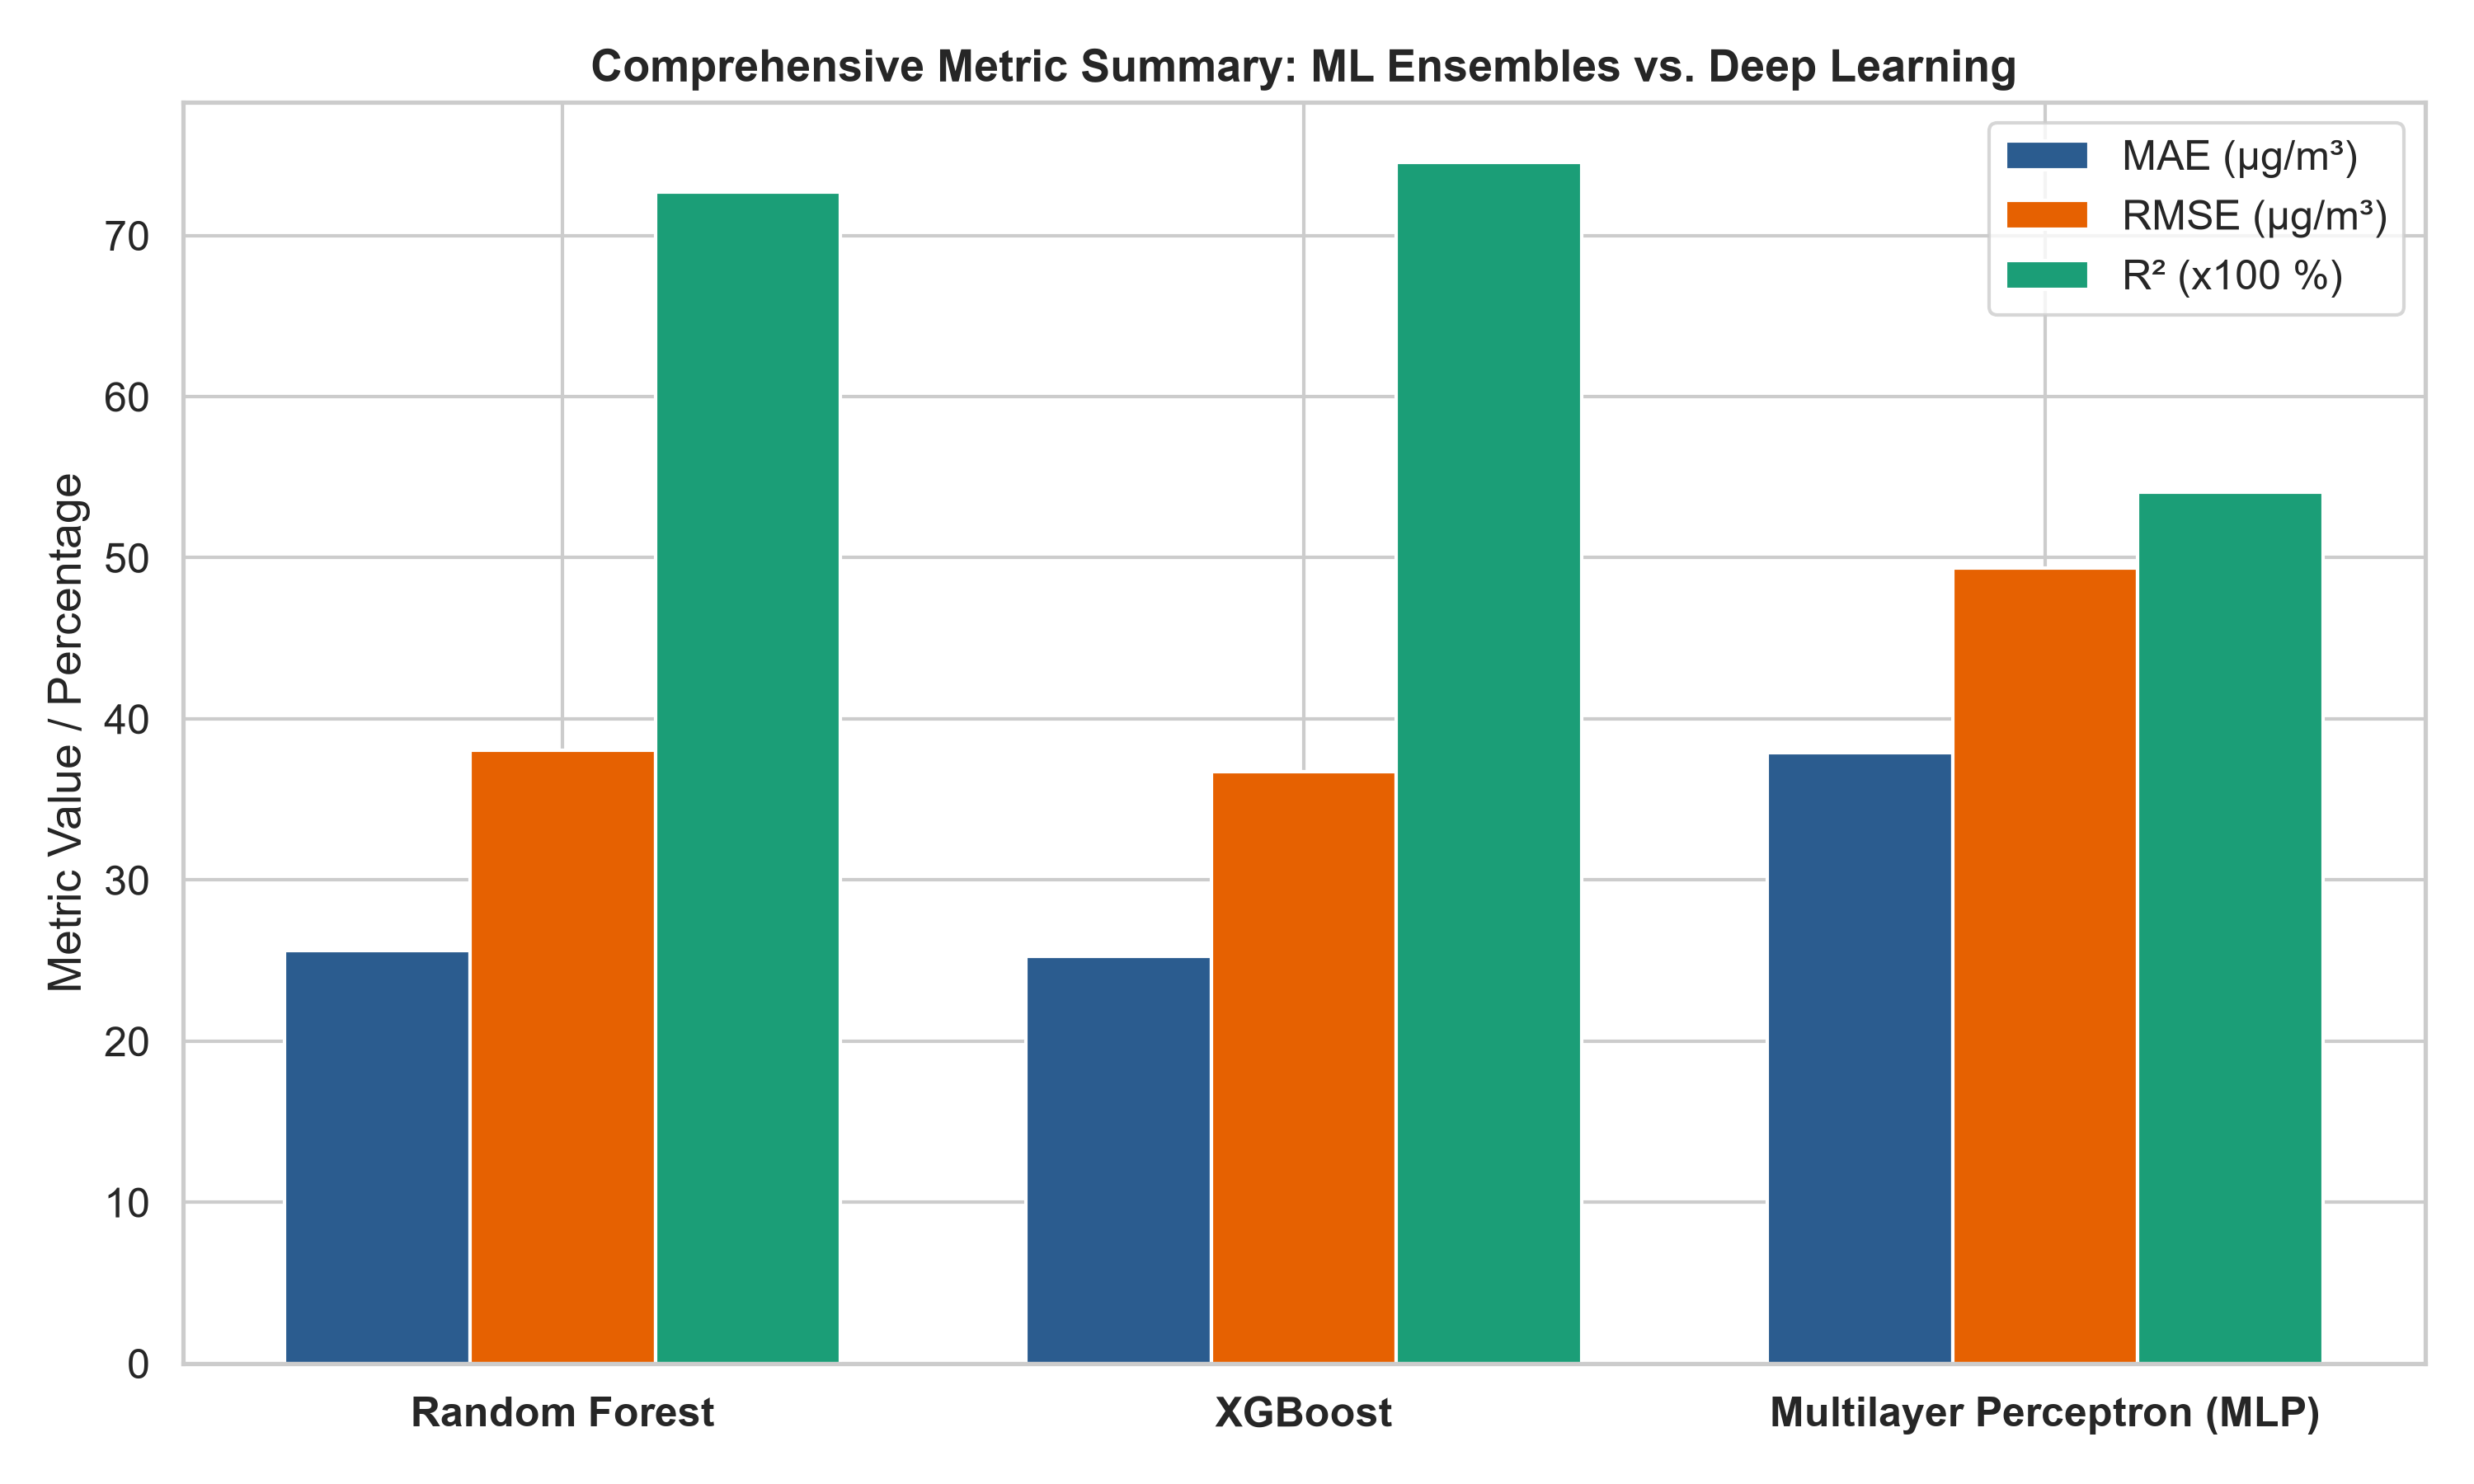 Comprehensive Metric Summary: ML Ensembles vs. Deep Learning
MAE (µg/m³)
RMSE (µg/m³)
R² (x100 %)
Metric Value / Percentage
70
60
50
40
30
20
10
0
Random Forest
XGBoost
Multilayer Perceptron (MLP)